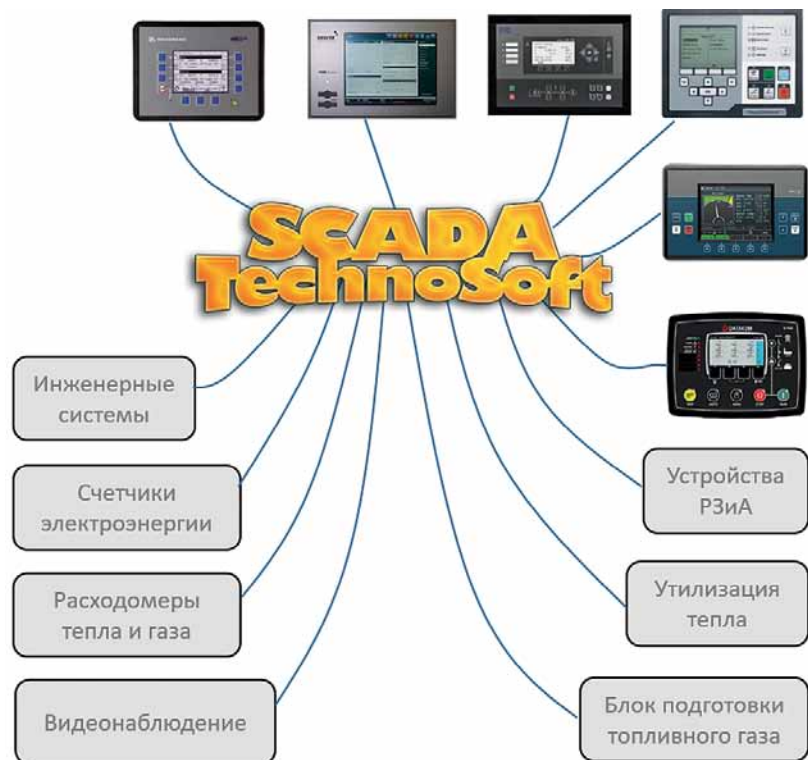 SCADA
TechnoSoft
Инженерные
системы
Счетчики
электроэнергии
Расходомеры
тепла и газа
Видеонаблюдение
Устройства
РЗиА
Утилизация
тепла
Блок подготовки
топливного газа